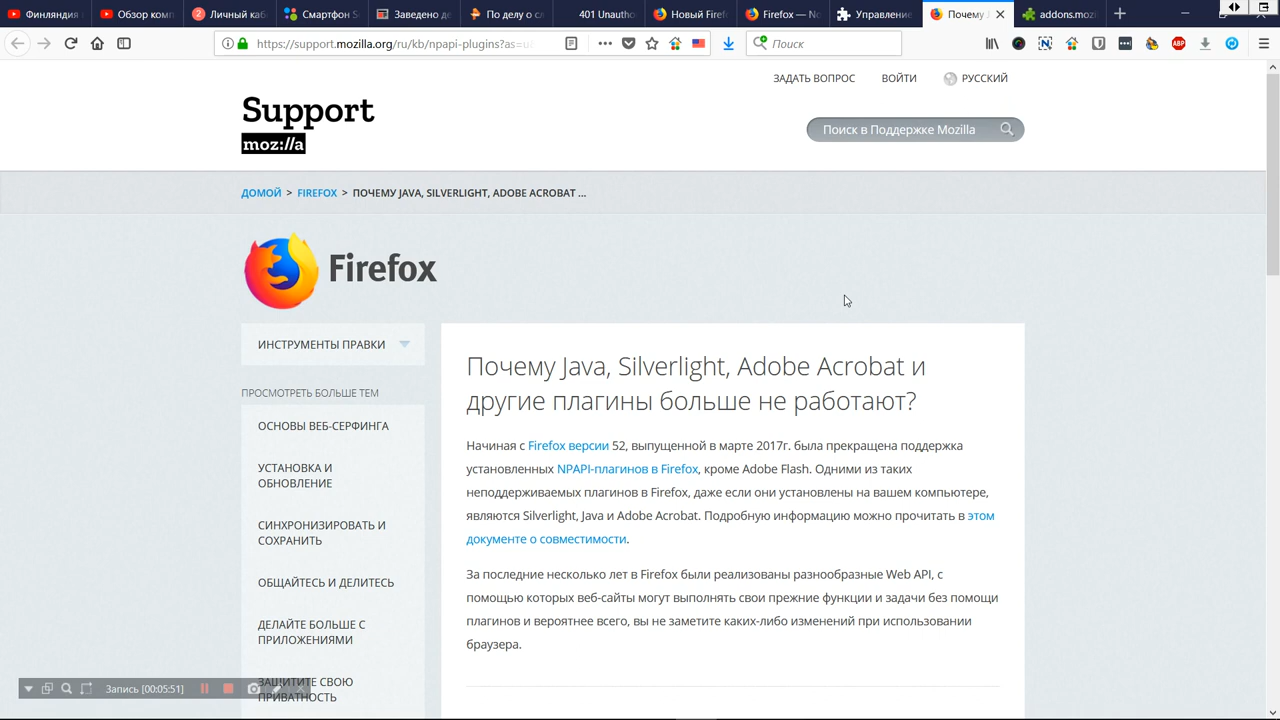 Финляндия
Обзор комп
Личный каб
Смартфон S
Заведено де
По делу о с
401 Unautho
Новый Firef
Firefox — No
Управление
Почему J
addons.mozi
https://support.mozilla.org/ru/kb/npapi-plugins?as=u
Поиск
ABP
ЗАДАТЬ ВОПРОС
ВОЙТИ
РУССКИЙ
Support
moz://a
Поиск в Поддержке Mozilla
ДОМОЙ > FIREFOX > ПОЧЕМУ JAVA, SILVERLIGHT, ADOBE ACROBAT ...
Firefox
ИНСТРУМЕНТЫ ПРАВКИ
ПРОСМОТРЕТЬ БОЛЬШЕ ТЕМ
ОСНОВЫ ВЕБ-СЕРФИНГА
УСТАНОВКА И
ОБНОВЛЕНИЕ
СИНХРОНИЗИРОВАТЬ И
СОХРАНИТЬ
ОБЩАЙТЕСЬ И ДЕЛИТЕСЬ
ДЕЛАЙТЕ БОЛЬШЕ С
ПРИЛОЖЕНИЯМИ
ЗАЩИТИТЕ СВОЮ
ПРИВАТНОСТЬ
Почему Java, Silverlight, Adobe Acrobat и
другие плагины больше не работают?
Начиная с Firefox версии 52, выпущенной в марте 2017г. была прекращена поддержка
установленных NPAPI-плагинов в Firefox, кроме Adobe Flash. Одними из таких
неподдерживаемых плагинов в Firefox, даже если они установлены на вашем компьютере,
являются Silverlight, Java и Adobe Acrobat. Подробную информацию можно прочитать в этом
документе о совместимости.
За последние несколько лет в Firefox были реализованы разнообразные Web API, с
помощью которых веб-сайты могут выполнять свои прежние функции и задачи без помощи
плагинов и вероятнее всего, вы не заметите каких-либо изменений при использовании
браузера.
Запись [00:05:51]